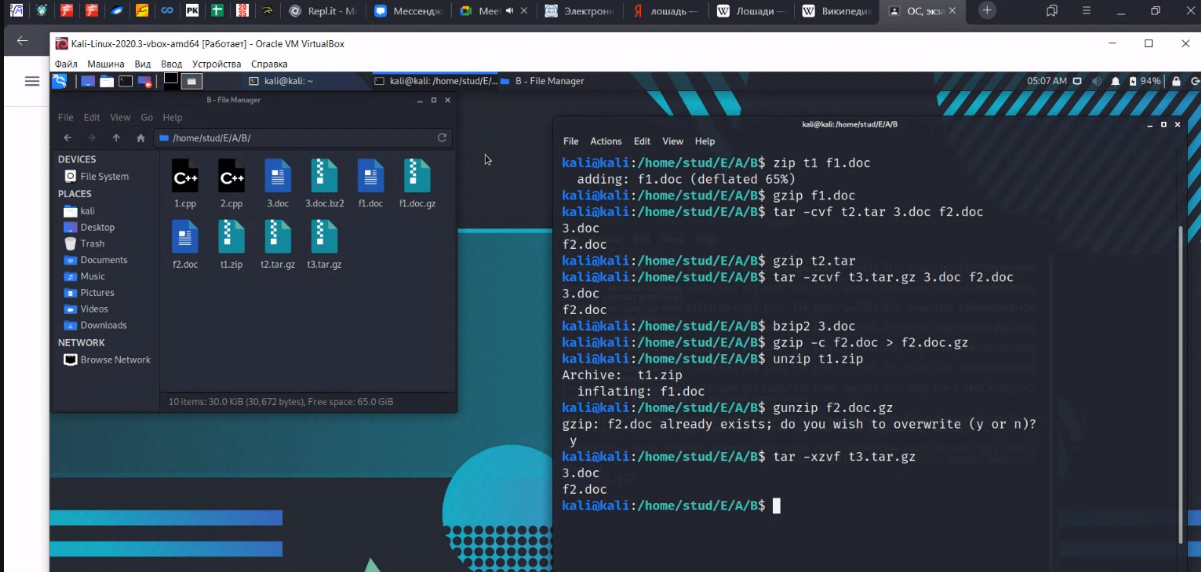 Repl.it - Мо
Мессендж
Meet
Электронн
лошадь —
Лошади —
Википеди
ОС, экза
Kali-Linux-2020.3-vbox-amd64 [Работает] - Oracle VM VirtualBox
Файл Машина Вид Ввод Устройства Справка
kali@kali: ~
kali@kali: /home/stud/E/...
B - File Manager
05:07 AM
94%
B - File Manager
File Edit View Go Help
/home/stud/E/A/B/
DEVICES
File System
PLACES
kali
Desktop
Trash
Documents
Music
Pictures
Videos
Downloads
NETWORK
Browse Network
1.cpp 2.cpp 3.doc 3.doc.bz2 f1.doc f1.doc.gz
f2.doc t1.zip t2.tar.gz t3.tar.gz
10 items: 30.0 KiB (30,672 bytes), Free space: 65.0 GiB
kali@kali: /home/stud/E/A/B
File Actions Edit View Help
kali@kali:/home/stud/E/A/B$ zip t1 f1.doc
adding: f1.doc (deflated 65%)
kali@kali:/home/stud/E/A/B$ gzip f1.doc
kali@kali:/home/stud/E/A/B$ tar -cvf t2.tar 3.doc f2.doc
3.doc
f2.doc
kali@kali:/home/stud/E/A/B$ gzip t2.tar
kali@kali:/home/stud/E/A/B$ tar -zcvf t3.tar.gz 3.doc f2.doc
3.doc
f2.doc
kali@kali:/home/stud/E/A/B$ bzip2 3.doc
kali@kali:/home/stud/E/A/B$ gzip -c f2.doc > f2.doc.gz
kali@kali:/home/stud/E/A/B$ unzip t1.zip
Archive:  t1.zip
inflating: f1.doc
kali@kali:/home/stud/E/A/B$ gunzip f2.doc.gz
gzip: f2.doc already exists; do you wish to overwrite (y or n)?
y
kali@kali:/home/stud/E/A/B$ tar -xzvf t3.tar.gz
3.doc
f2.doc
kali@kali:/home/stud/E/A/B$